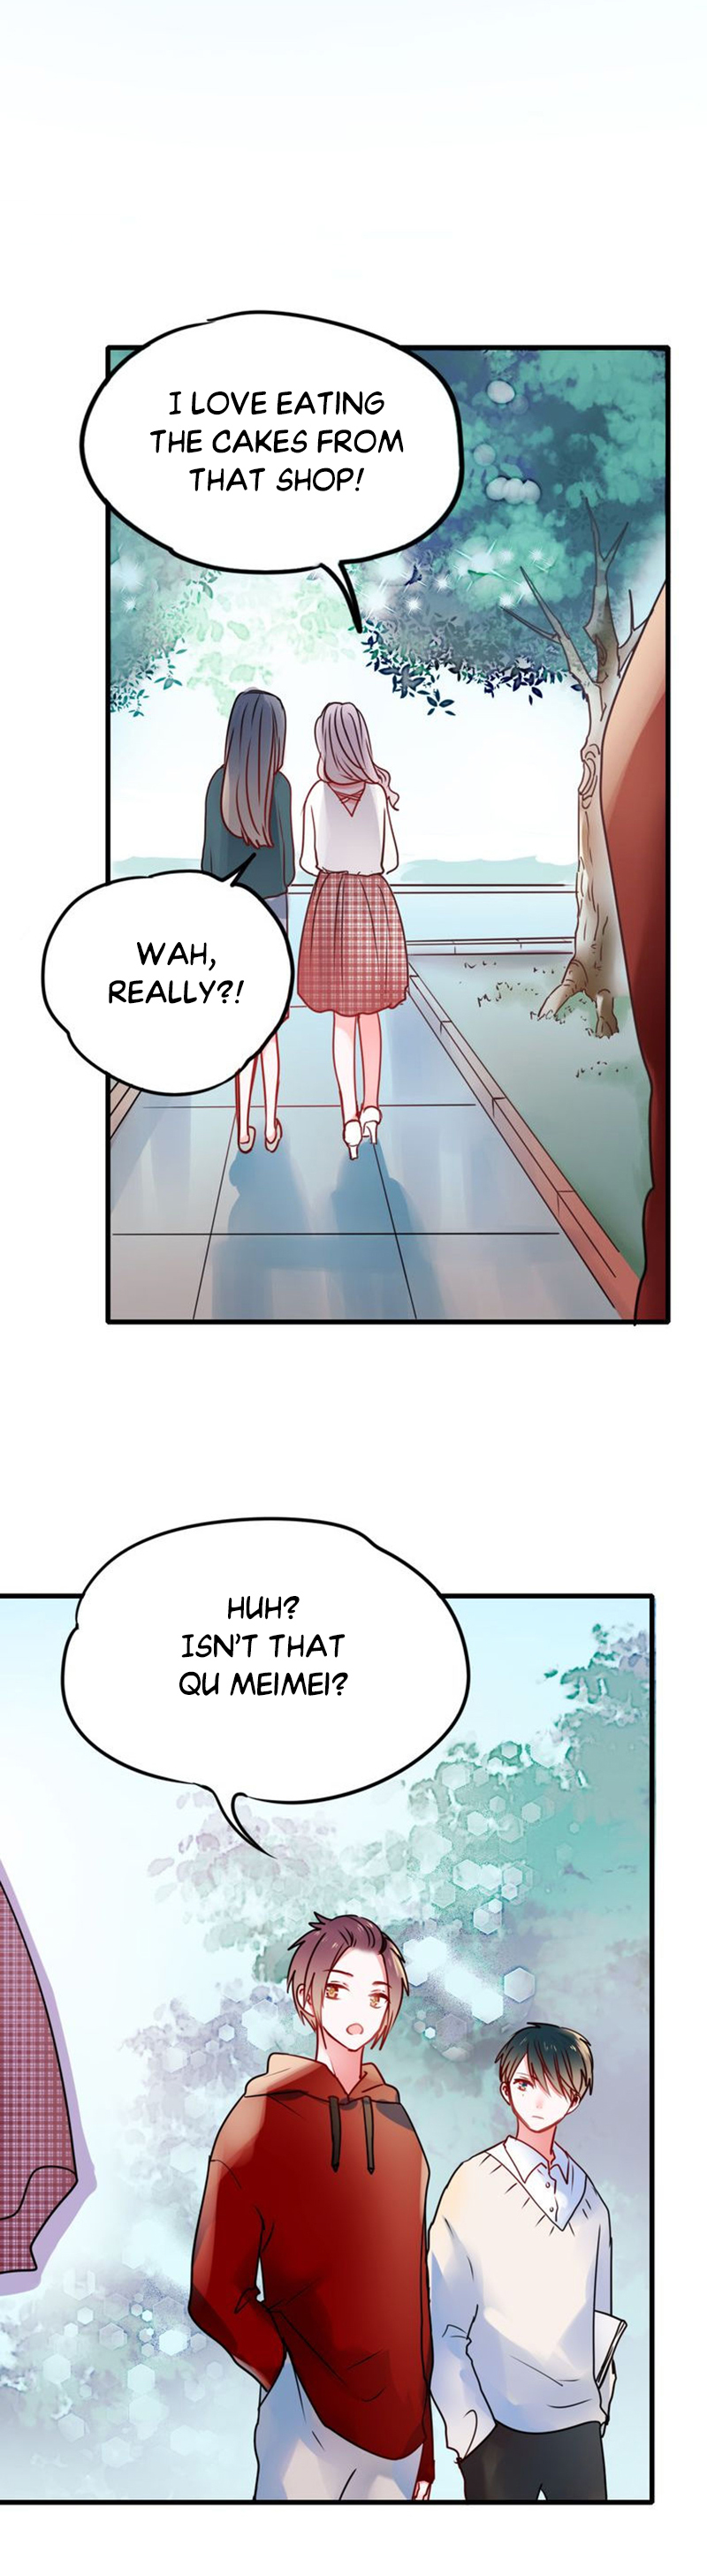 I LOVE EATING
THE CAKES FROM
THAT SHOP!
WAH,
REALLY?!
HUH?
ISN'T THAT
QU MEIMEI?